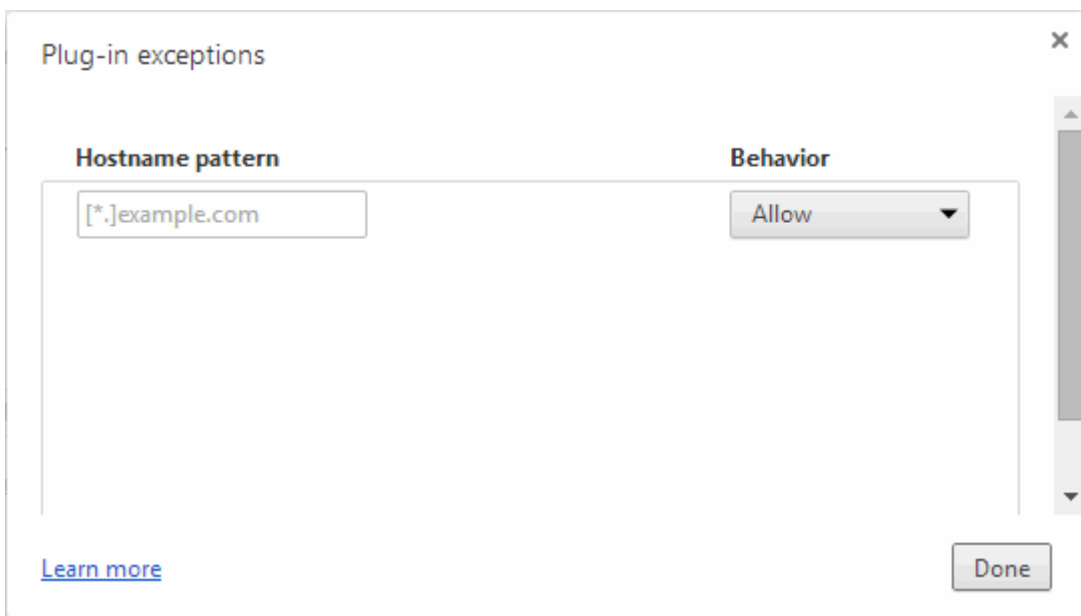 Plug-in exceptions
Hostname pattern Behavior
[*.]example.com Allow
Learn more Done